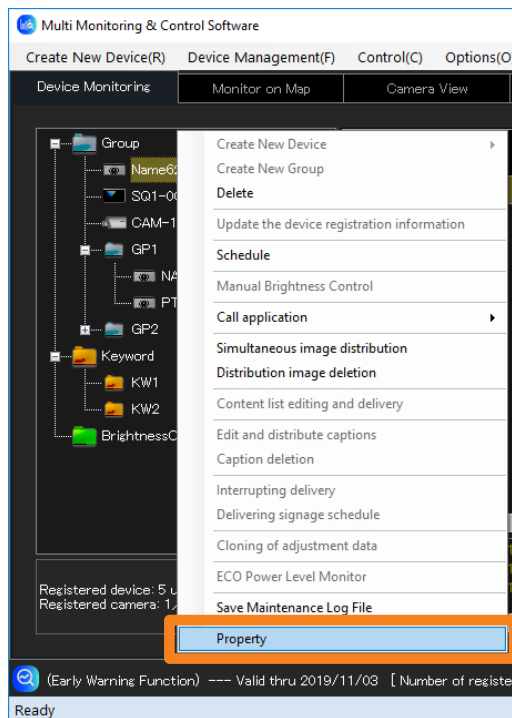 Multi Monitoring & Control Software
Create New Device(R) Device Management(F) Control(C) Options(O
Device Monitoring Monitor on Map Camera View
Group
Name62
SQ1-00
CAM-1
GP1
NA
PT
GP2
Keyword
KW1
KW2
BrightnessC
Create New Device
Create New Group
Delete
Update the device registration information
Schedule
Manual Brightness Control
Call application
Simultaneous image distribution
Distribution image deletion
Content list editing and delivery
Edit and distribute captions
Caption deletion
Interrupting delivery
Delivering signage schedule
Cloning of adjustment data
ECO Power Level Monitor
Save Maintenance Log File
Property
Registered device: 5 u
Registered camera: 1/
(Early Warning Function) --- Valid thru 2019/11/03 [ Number of registe
Ready